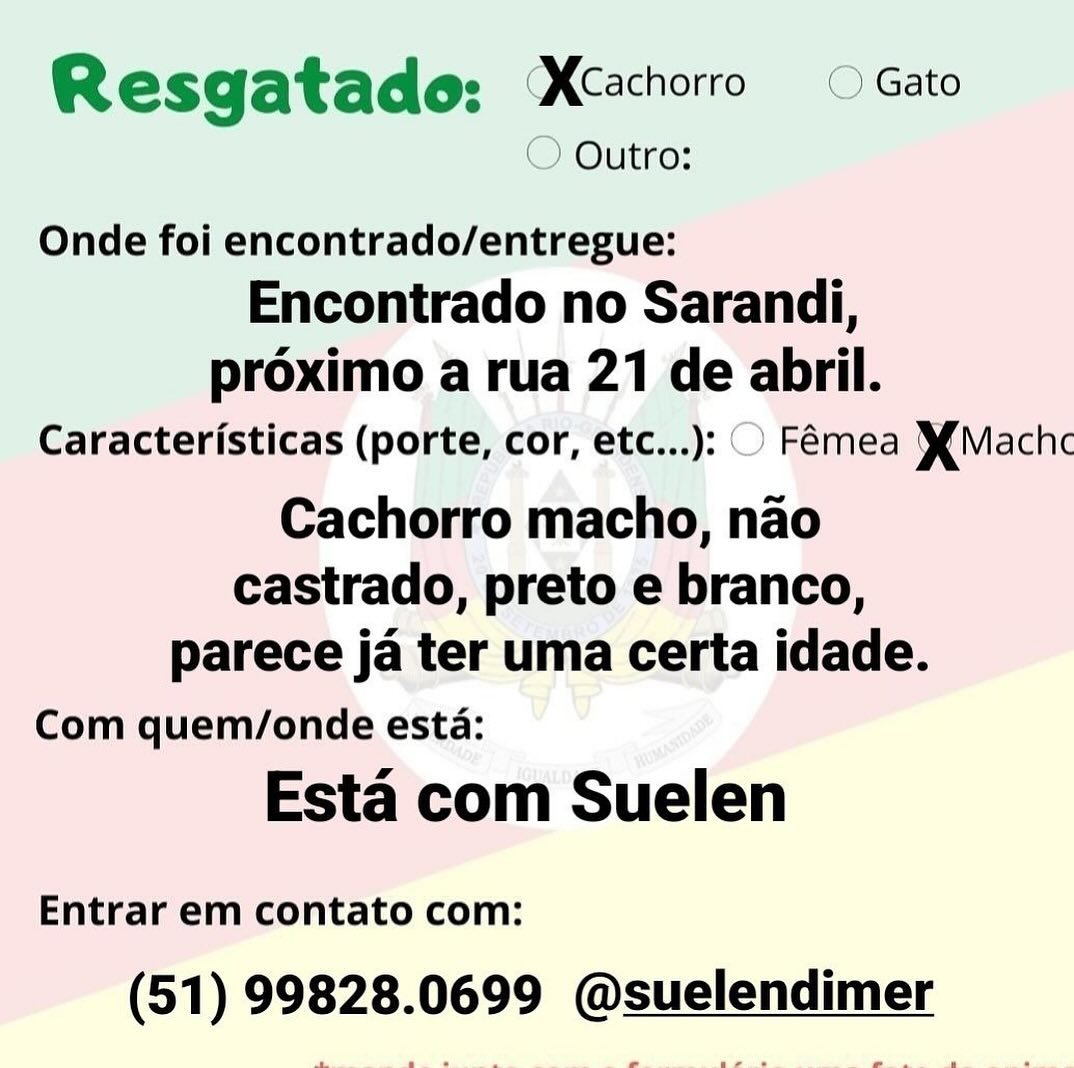 Resgatado: X Cachorro Gato
Outro:
Onde foi encontrado/entregue:
Encontrado no Sarandi,
próximo a rua 21 de abril.
Características (porte, cor, etc...): Fêmea X Macho
Cachorro macho, não
castrado, preto e branco,
parece já ter uma certa idade.
Com quem/onde está:
Está com Suelen
IGUALDADE HUMANIDADE
Entrar em contato com:
(51) 99828.0699 @suelendimer